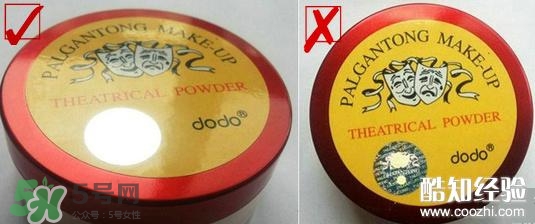 PALGANTONG MAKE-UP
THEATRICAL POWDER
dodo®
5号网
公众号：5号女性
PALGANTONG MAKE-UP
THEATRICAL POWDER
PALGANTONG
dodo®
酷知经验
www.coozhi.com